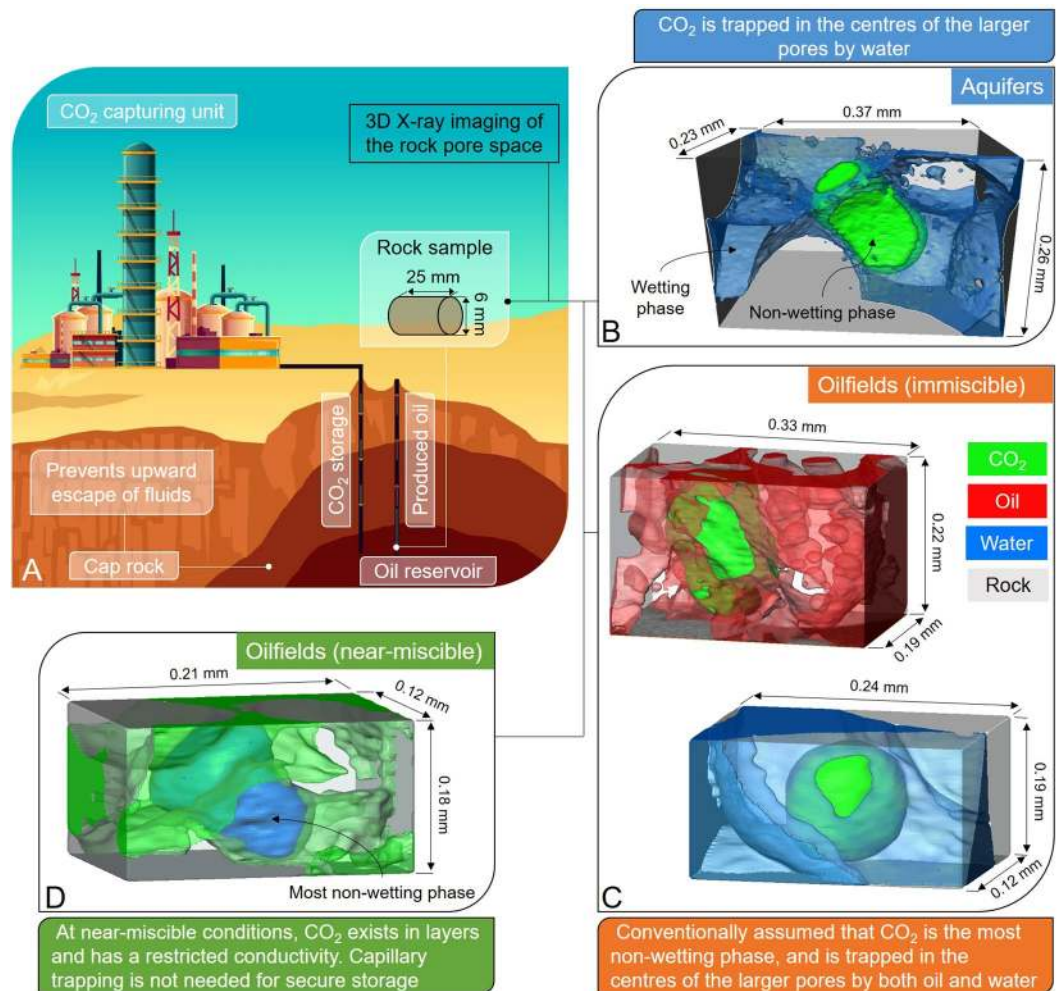 CO₂ is trapped in the centres of the larger
pores by water
CO₂ capturing unit
3D X-ray imaging of
the rock pore space
Rock sample
25 mm
6 mm
CO₂ storage
Produced oil
Prevents upward
escape of fluids
Cap rock
Oil reservoir
A
Aquifers
0.23 mm
0.37 mm
0.26 mm
Wetting
phase
Non-wetting phase
B
Oilfields (immiscible)
0.33 mm
0.22 mm
0.19 mm
CO₂
Oil
Water
Rock
0.24 mm
0.19 mm
0.12 mm
C
Conventionally assumed that CO₂ is the most
non-wetting phase, and is trapped in the
centres of the larger pores by both oil and water
Oilfields (near-miscible)
0.21 mm
0.12 mm
0.18 mm
Most non-wetting phase
D
At near-miscible conditions, CO₂ exists in layers
and has a restricted conductivity. Capillary
trapping is not needed for secure storage